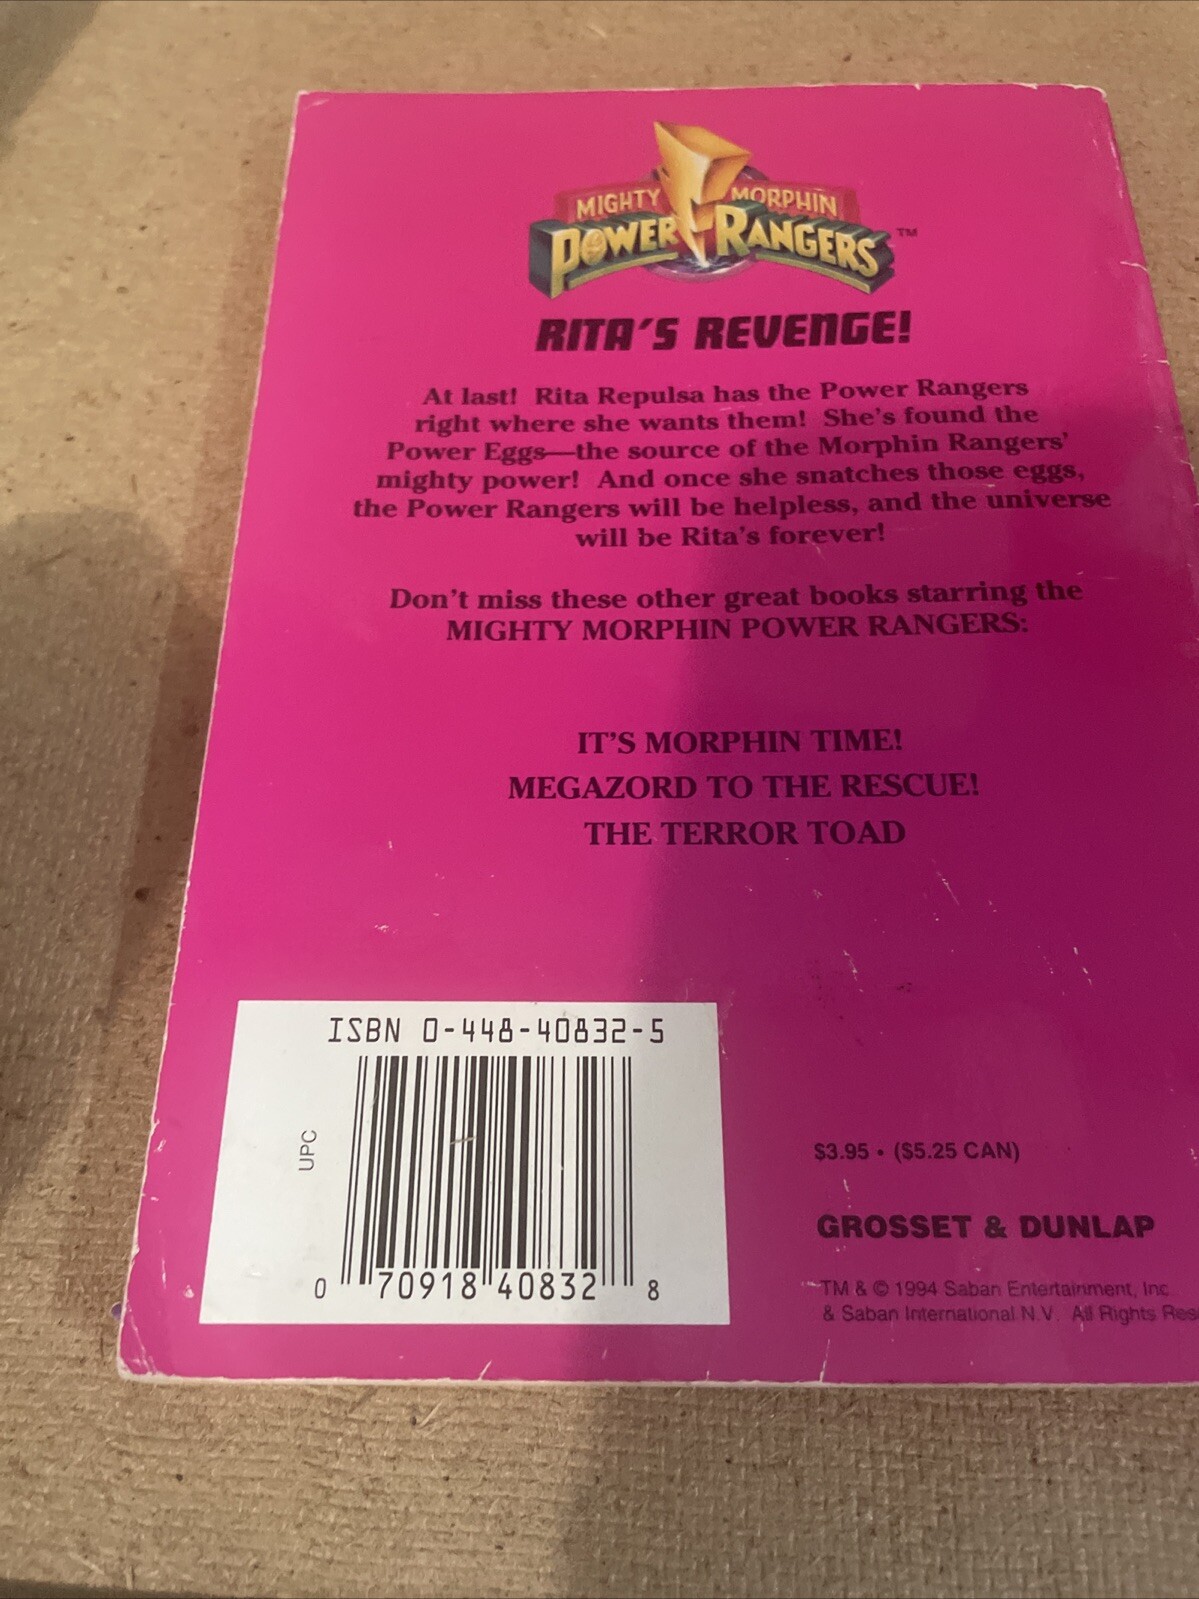 MIGHTY MORPHIN
POWER RANGERS™
RITA'S REVENGE!
At last! Rita Repulsa has the Power Rangers
right where she wants them! She's found the
Power Eggs—the source of the Morphin Rangers'
mighty power! And once she snatches those eggs,
the Power Rangers will be helpless, and the universe
will be Rita's forever!
Don't miss these other great books starring the
MIGHTY MORPHIN POWER RANGERS:
IT'S MORPHIN TIME!
MEGAZORD TO THE RESCUE!
THE TERROR TOAD
ISBN 0-448-40832-5
UPC
0 70918 40832 8
$3.95 • ($5.25 CAN)
GROSSET & DUNLAP
TM & © 1994 Saban Entertainment, Inc
& Saban International N.V. All Rights Res